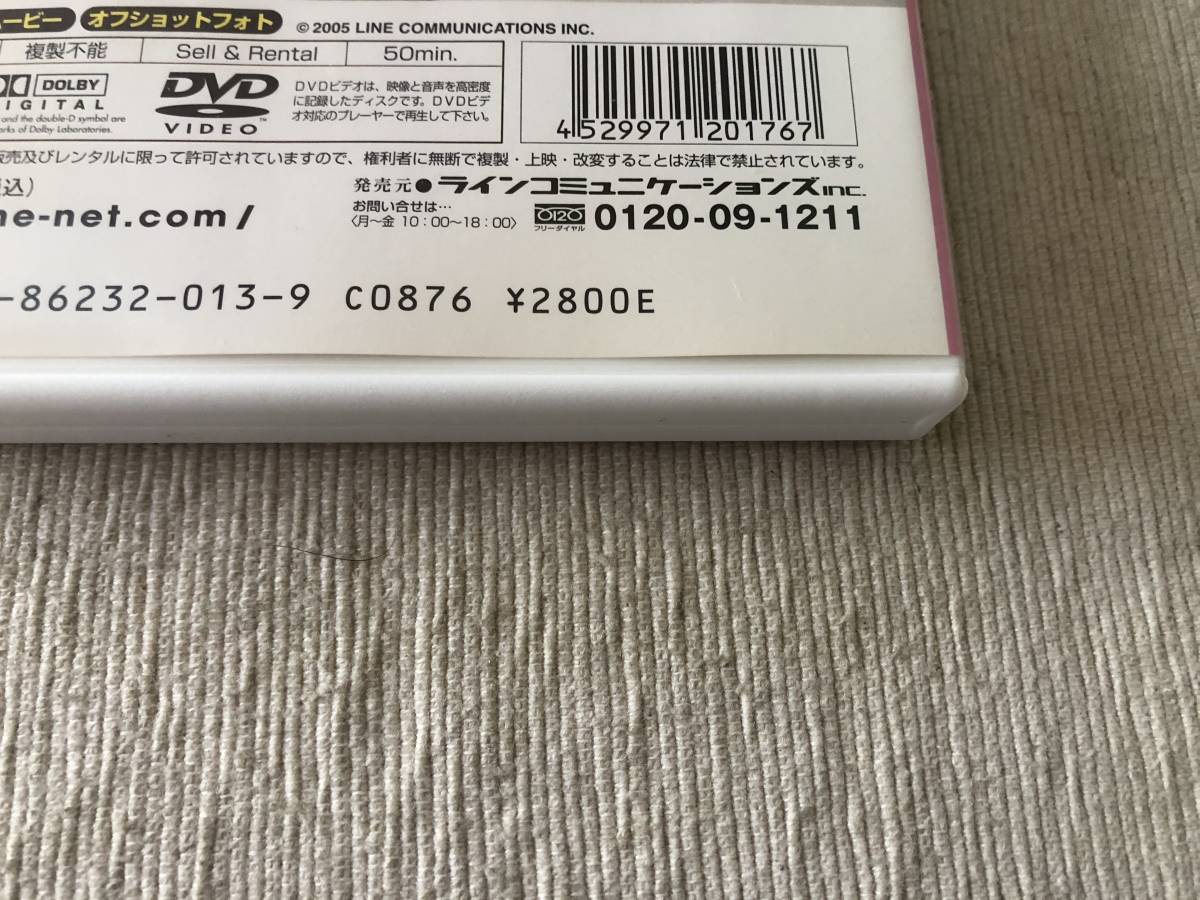 ムービー オフショットフォト © 2005 LINE COMMUNICATIONS INC.
複製不能 Sell & Rental 50min.
DOLBY
DIGITAL
and the double-D symbol are
Dolby Laboratories.
DVD
VIDEO™
DVDビデオは、映像と音声を高密度
に記録したディスクです。DVDビデ
オ対応のプレーヤーで再生して下さい。
4 529971 201767
販売及びレンタルに限って許可されていますので、権利者に無断で複製・上映・改変することは法律で禁止されています。
込)
発売元●ラインコミュニケーションズINC.
ne-net.com/
お問い合せは…
〈月〜金 10:00〜18:00〉
0120
フリーダイヤル
0120-09-1211
-86232-013-9 C0876 ¥2800E